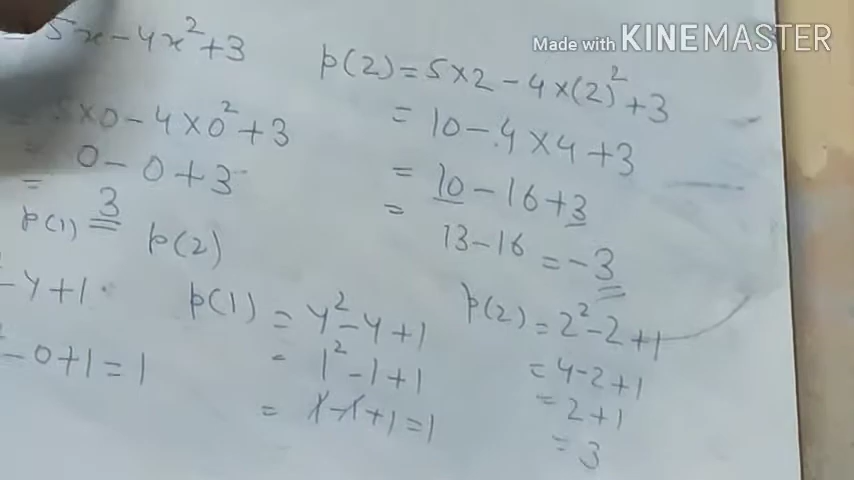 Made with KINEMASTER
= 5x - 4x² + 3
5×0 - 4×0² + 3
= 0 - 0 + 3
= 3
p(1) p(2)
p(2) = 5×2 - 4×(2)² + 3
= 10 - 4×4 + 3
= 10 - 16 + 3
= 13 - 16 = -3
- y + 1.
- 0 + 1 = 1
p(1) = y² - y + 1
= 1² - 1 + 1
= 1 - 1 + 1 = 1
p(2) = 2² - 2 + 1
= 4 - 2 + 1
= 2 + 1
= 3